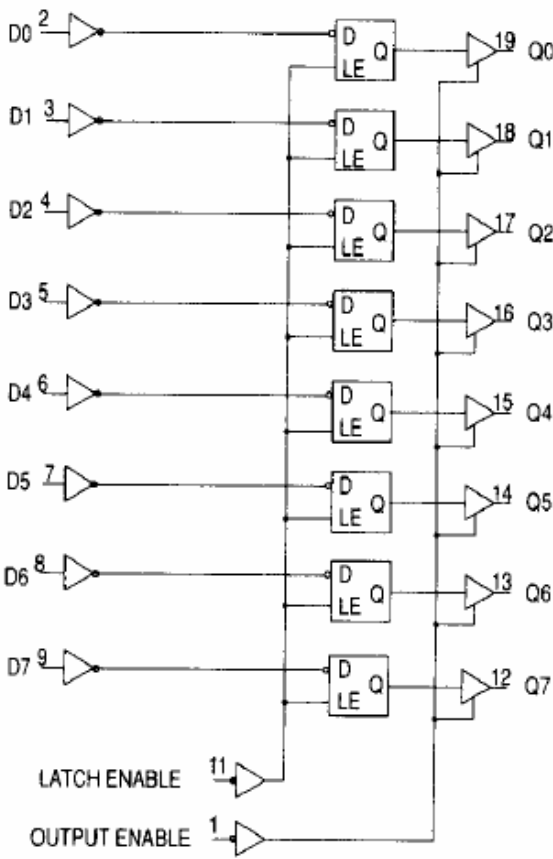 D0 2 D Q LE 19 Q0
D1 3 D Q LE 18 Q1
D2 4 D Q LE 17 Q2
D3 5 D Q LE 16 Q3
D4 6 D Q LE 15 Q4
D5 7 D Q LE 14 Q5
D6 8 D Q LE 13 Q6
D7 9 D Q LE 12 Q7
LATCH ENABLE 11
OUTPUT ENABLE 1